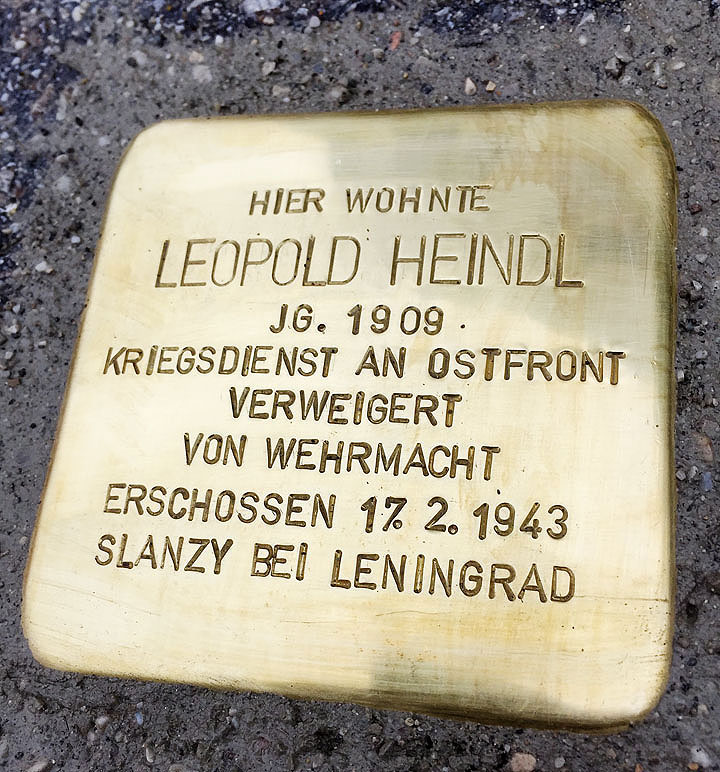 HIER WOHNTE
LEOPOLD HEINDL
JG. 1909
KRIEGSDIENST AN OSTFRONT
VERWEIGERT
VON WEHRMACHT
ERSCHOSSEN 17. 2. 1943
SLANZY BEI LENINGRAD